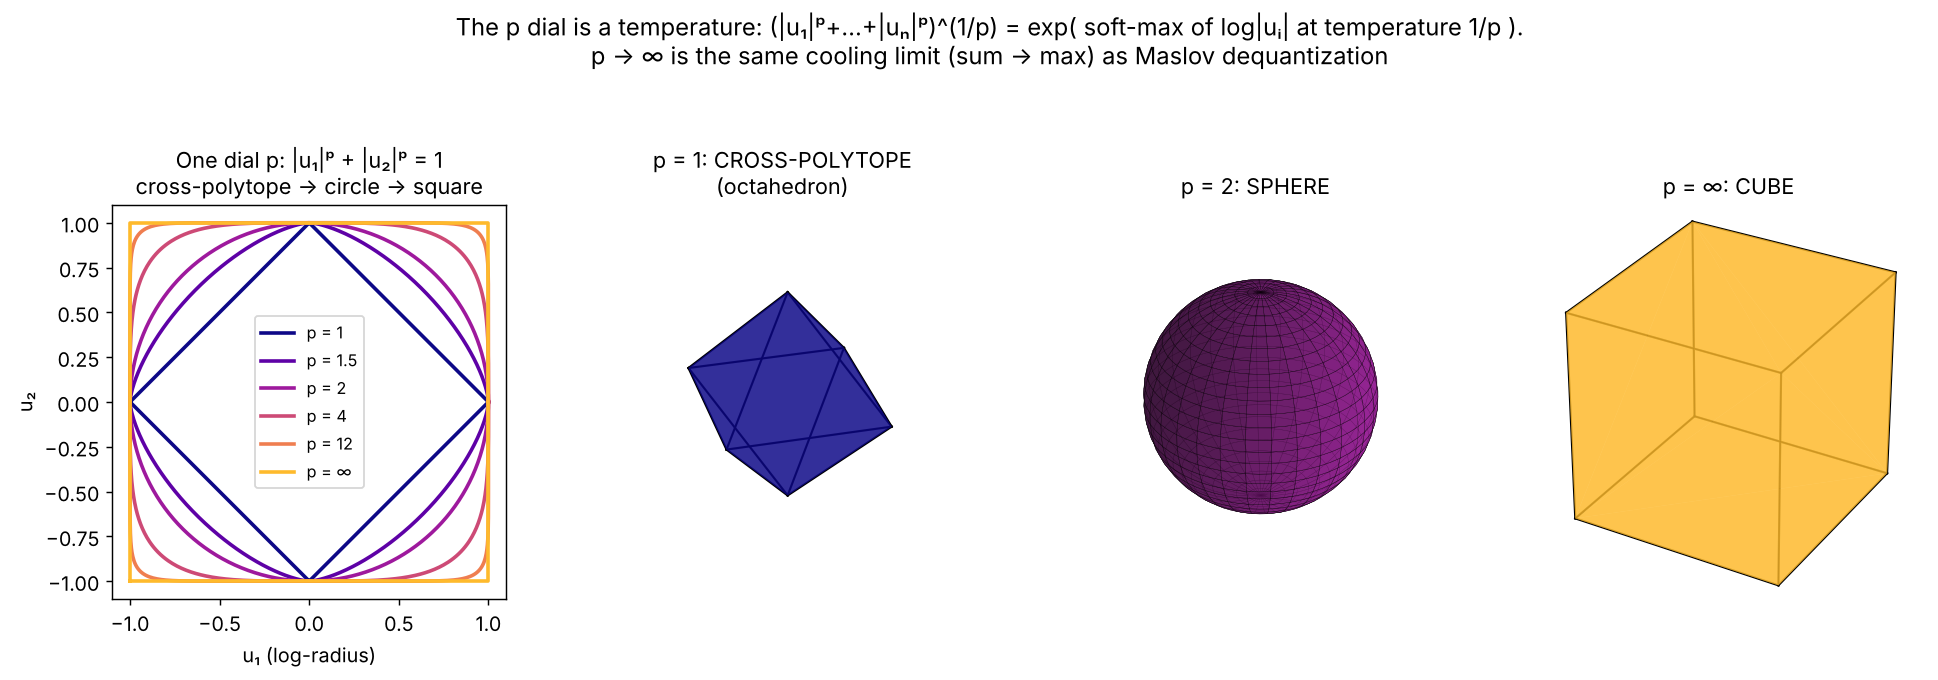 The p dial is a temperature: (|u₁|ᵖ+...+|uₙ|ᵖ)^(1/p) = exp( soft-max of log|uᵢ| at temperature 1/p ).
p → ∞ is the same cooling limit (sum → max) as Maslov dequantization
One dial p: |u₁|ᵖ + |u₂|ᵖ = 1
cross-polytope → circle → square
1.00
0.75
0.50
0.25
0.00
−0.25
−0.50
−0.75
−1.00
u₂
p = 1
p = 1.5
p = 2
p = 4
p = 12
p = ∞
−1.0
−0.5
0.0
0.5
1.0
u₁ (log-radius)
p = 1: CROSS-POLYTOPE
(octahedron)
p = 2: SPHERE
p = ∞: CUBE